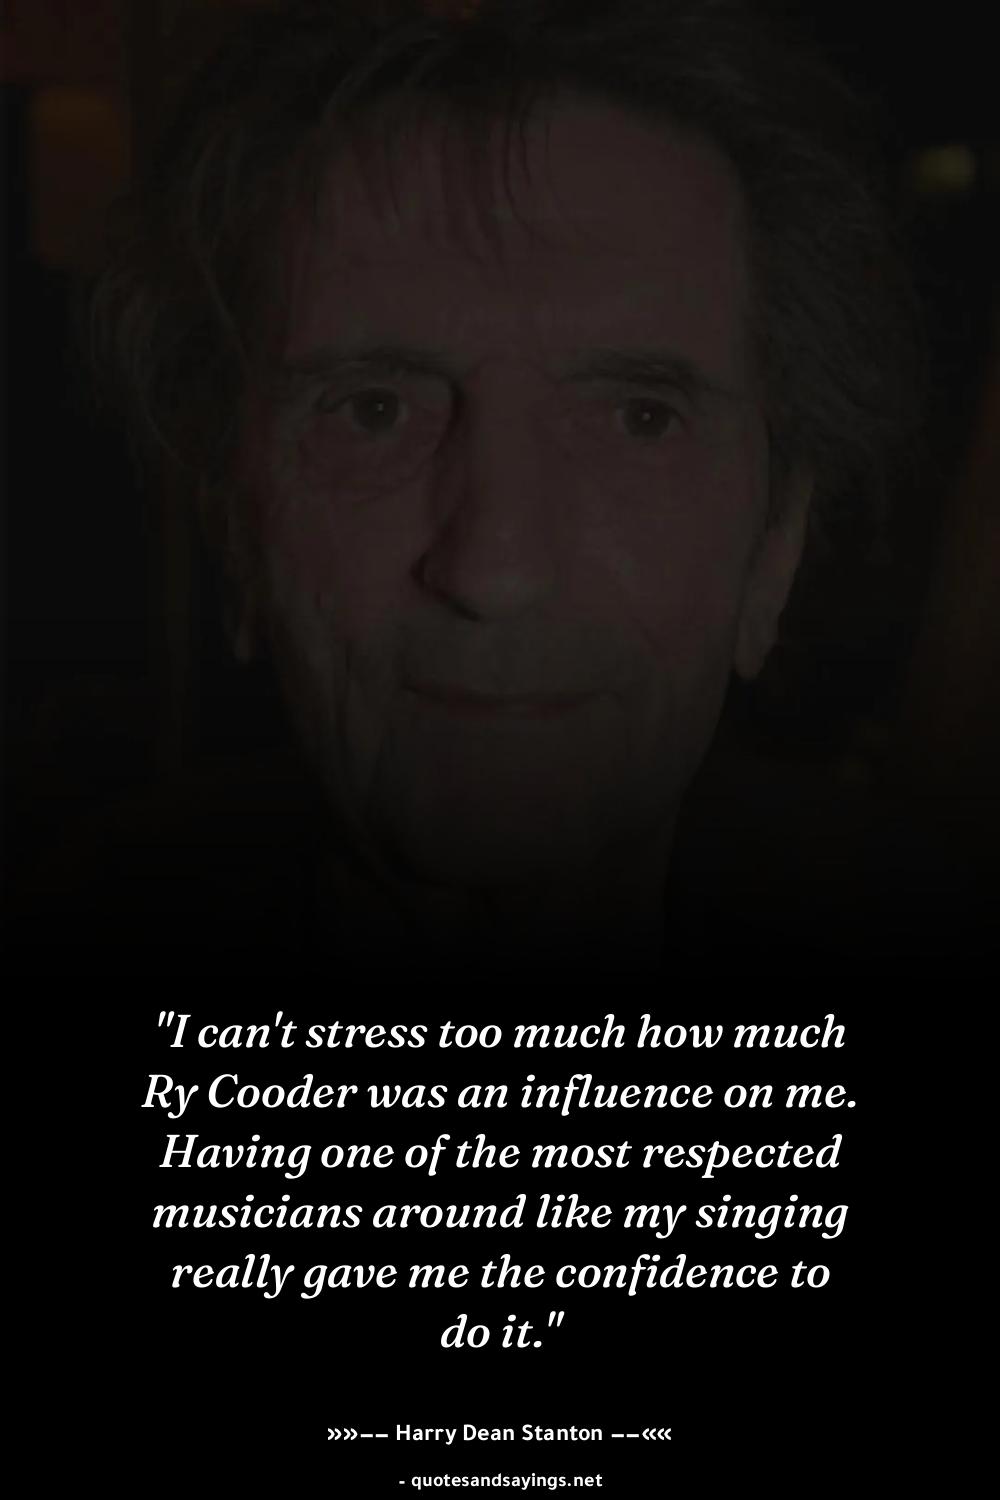 "I can't stress too much how much
Ry Cooder was an influence on me.
Having one of the most respected
musicians around like my singing
really gave me the confidence to
do it."
»»−− Harry Dean Stanton −−««
- quotesandsayings.net